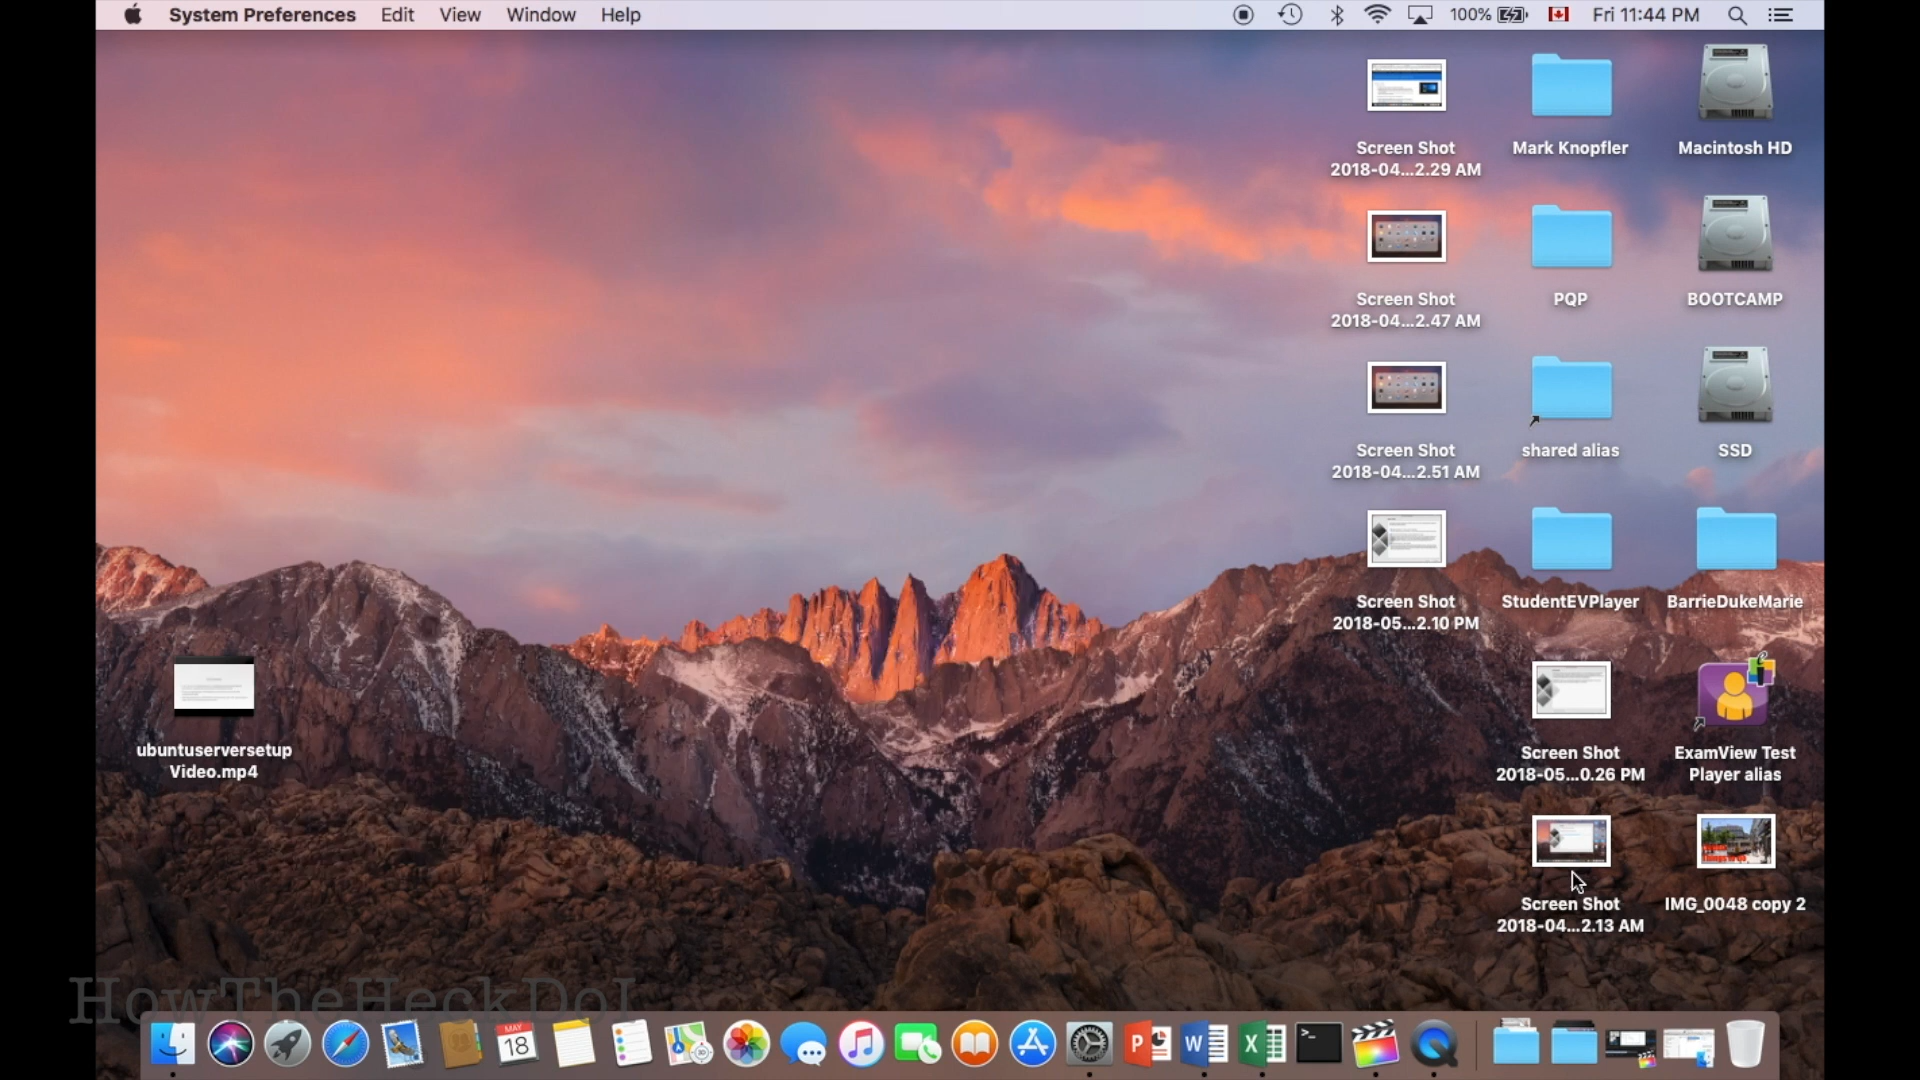 System Preferences Edit View Window Help 100% Fri 11:44 PM
Screen Shot
2018-04...2.29 AM
Mark Knopfler
Macintosh HD
Screen Shot
2018-04...2.47 AM
PQP
BOOTCAMP
Screen Shot
2018-04...2.51 AM
shared alias
SSD
Screen Shot
2018-05...2.10 PM
StudentEVPlayer
BarrieDukeMarie
ubuntuserversetup
Video.mp4
Screen Shot
2018-05...0.26 PM
ExamView Test
Player alias
Screen Shot
2018-04...2.13 AM
IMG_0048 copy 2
HowTheHeckDoI
MAY
18
P
W
X
>_